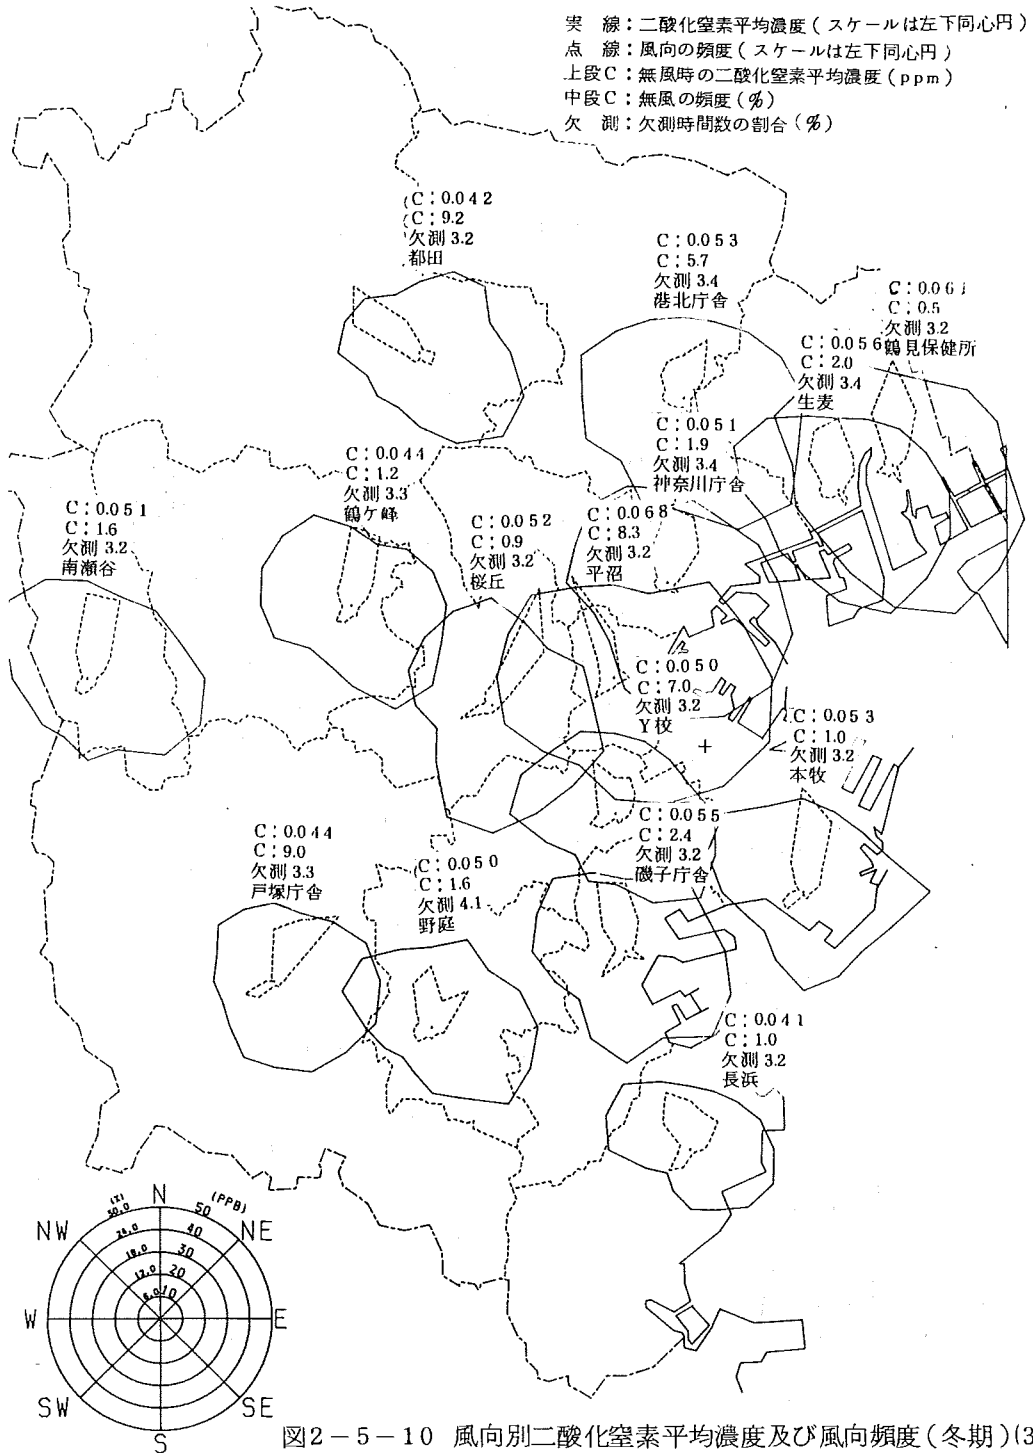 実 線：二酸化窒素平均濃度（スケールは左下同心円）
点 線：風向の頻度（スケールは左下同心円）
上段C：無風時の二酸化窒素平均濃度（ppm）
中段C：無風の頻度（%）
欠 測：欠測時間数の割合（%）
C：0.042
C：9.2
欠測 3.2
都田
C：0.053
C：5.7
欠測 3.4
港北庁舎
C：0.061
C：0.5
欠測 3.2
鶴見保健所
C：0.056
C：2.0
欠測 3.4
生麦
C：0.051
C：1.9
欠測 3.4
神奈川庁舎
C：0.044
C：1.2
欠測 3.3
鶴ケ峰
C：0.051
C：1.6
欠測 3.2
南瀬谷
C：0.052
C：0.9
欠測 3.2
桜丘
C：0.068
C：8.3
欠測 3.2
平沼
C：0.050
C：7.0
欠測 3.2
Y校
C：0.053
C：1.0
欠測 3.2
本牧
C：0.055
C：2.4
欠測 3.2
磯子庁舎
C：0.044
C：9.0
欠測 3.3
戸塚庁舎
C：0.050
C：1.6
欠測 4.1
野庭
C：0.041
C：1.0
欠測 3.2
長浜
N
NE
E
SE
S
SW
W
NW
(%)
30.0
24.0
18.0
12.0
6.0
(PPB)
50
40
30
20
10
図2－5－10 風向別二酸化窒素平均濃度及び風向頻度（冬期）(3